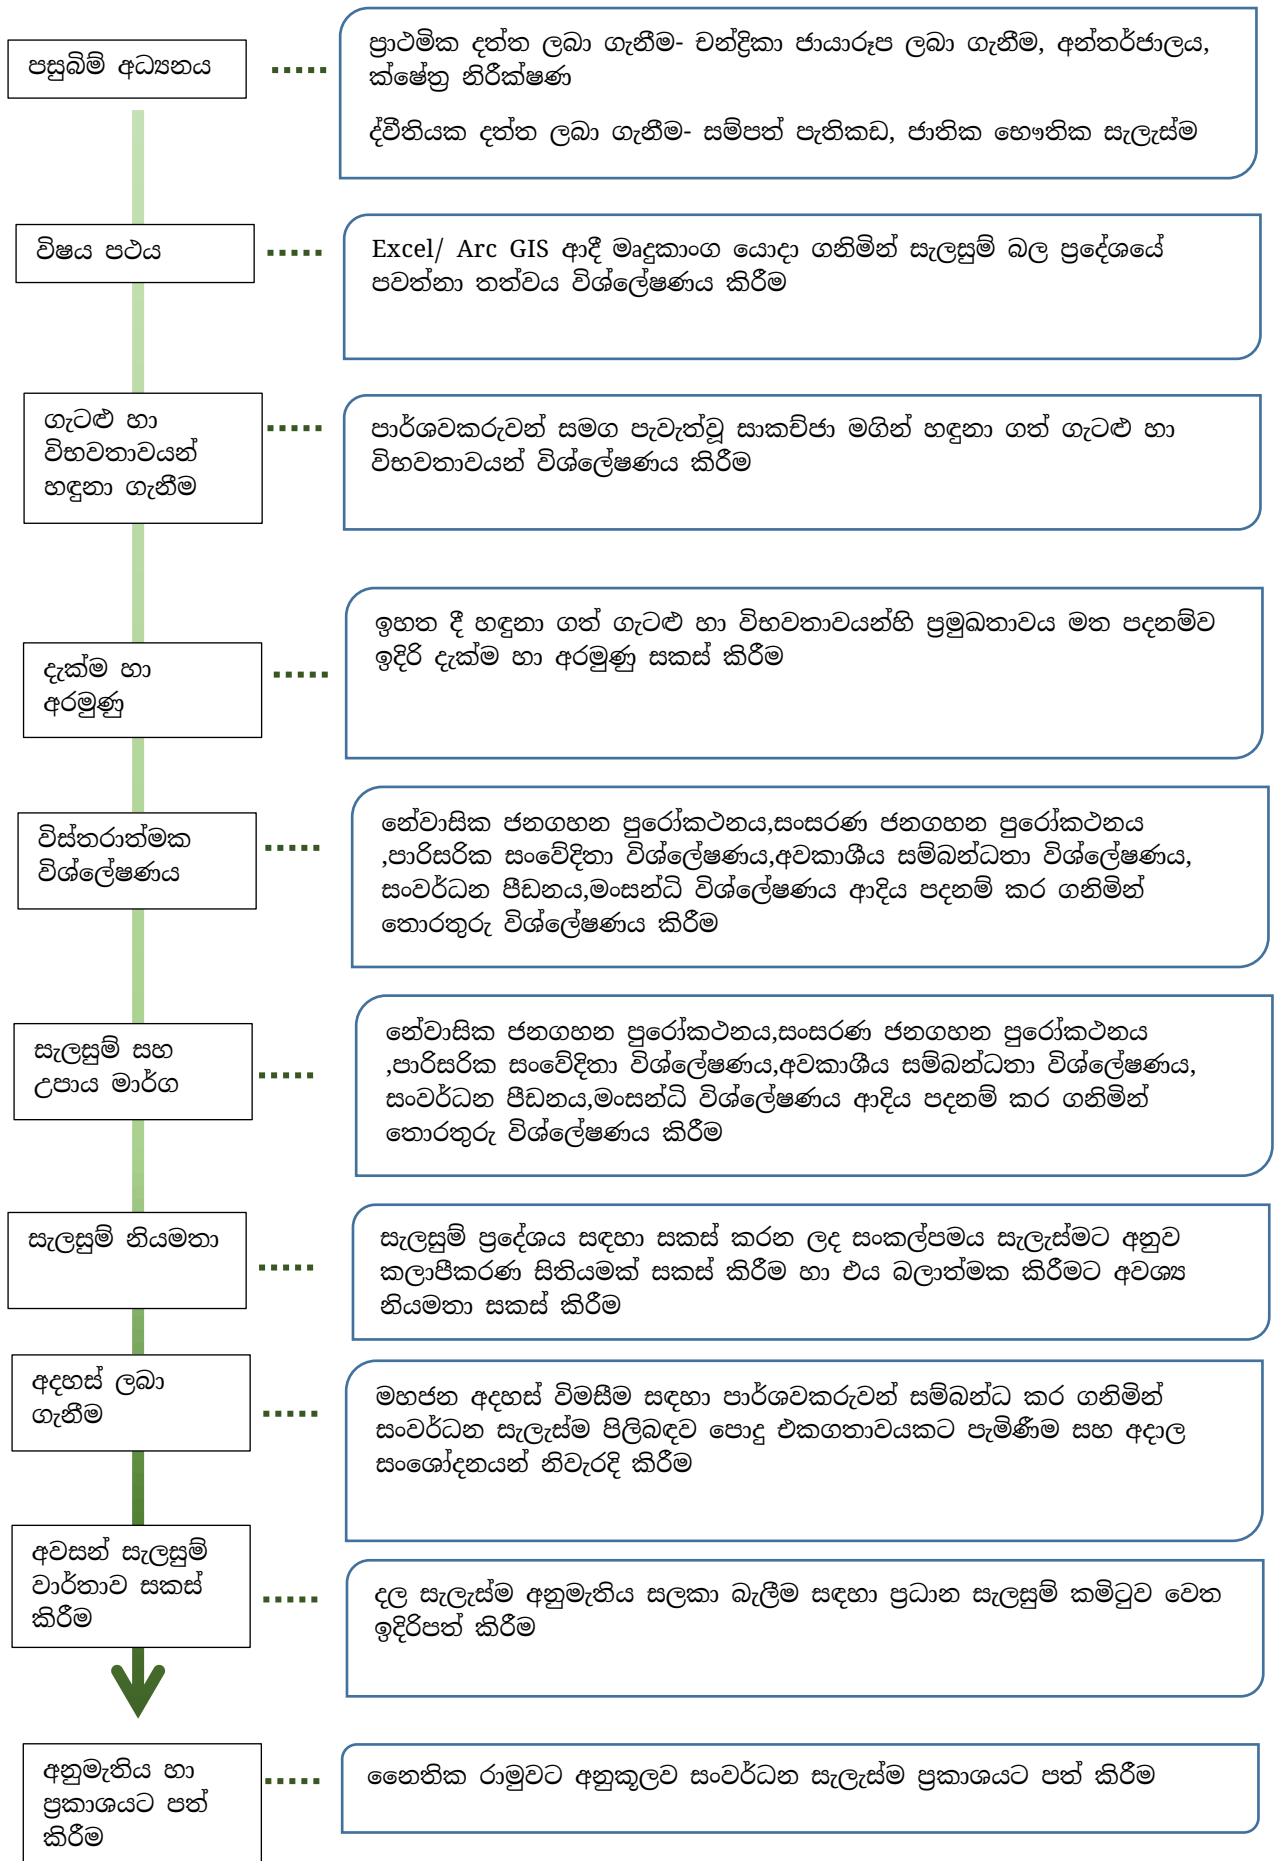 පසුබිම් අධ්‍යනය
ප්‍රාථමික දත්ත ලබා ගැනීම- චන්ද්‍රිකා ජායාරූප ලබා ගැනීම, අන්තර්ජාලය,
ක්ෂේත්‍ර නිරීක්ෂණ
ද්වීතියක දත්ත ලබා ගැනීම- සම්පත් පැතිකඩ, ජාතික භෞතික සැලැස්ම
විෂය පථය
Excel/ Arc GIS ආදී මෘදුකාංග යොදා ගනිමින් සැලසුම් බල ප්‍රදේශයේ
පවත්නා තත්වය විශ්ලේෂණය කිරීම
ගැටළු හා
විභවතාවයන්
හඳුනා ගැනීම
පාර්ශවකරුවන් සමග පැවැත්වූ සාකච්ජා මගින් හඳුනා ගත් ගැටළු හා
විභවතාවයන් විශ්ලේෂණය කිරීම
දැක්ම හා
අරමුණු
ඉහත දී හඳුනා ගත් ගැටළු හා විභවතාවයන්හි ප්‍රමුඛතාවය මත පදනම්ව
ඉදිරි දැක්ම හා අරමුණු සකස් කිරීම
විස්තරාත්මක
විශ්ලේෂණය
නේවාසික ජනගහන පුරෝකථනය,සංසරණ ජනගහන පුරෝකථනය
,පාරිසරික සංවේදිතා විශ්ලේෂණය,අවකාශීය සම්බන්ධතා විශ්ලේෂණය,
සංවර්ධන පීඩනය,මංසන්ධි විශ්ලේෂණය ආදිය පදනම් කර ගනිමින්
තොරතුරු විශ්ලේෂණය කිරීම
සැලසුම් සහ
උපාය මාර්ග
නේවාසික ජනගහන පුරෝකථනය,සංසරණ ජනගහන පුරෝකථනය
,පාරිසරික සංවේදිතා විශ්ලේෂණය,අවකාශීය සම්බන්ධතා විශ්ලේෂණය,
සංවර්ධන පීඩනය,මංසන්ධි විශ්ලේෂණය ආදිය පදනම් කර ගනිමින්
තොරතුරු විශ්ලේෂණය කිරීම
සැලසුම් නියමතා
සැලසුම් ප්‍රදේශය සඳහා සකස් කරන ලද සංකල්පමය සැලැස්මට අනුව
කලාපීකරණ සිතියමක් සකස් කිරීම හා එය බලාත්මක කිරීමට අවශ්‍ය
නියමතා සකස් කිරීම
අදහස් ලබා
ගැනීම
මහජන අදහස් විමසීම සඳහා පාර්ශවකරුවන් සම්බන්ධ කර ගනිමින්
සංවර්ධන සැලැස්ම පිලිබඳව පොදු එකගතාවයකට පැමිණීම සහ අදාල
සංශෝදනයන් නිවැරදි කිරීම
අවසන් සැලසුම්
වාර්තාව සකස්
කිරීම
දල සැලැස්ම අනුමැතිය සලකා බැලීම සඳහා ප්‍රධාන සැලසුම් කමිටුව වෙත
ඉදිරිපත් කිරීම
අනුමැතිය හා
ප්‍රකාශයට පත්
කිරීම
නෛතික රාමුවට අනුකූලව සංවර්ධන සැලැස්ම ප්‍රකාශයට පත් කිරීම